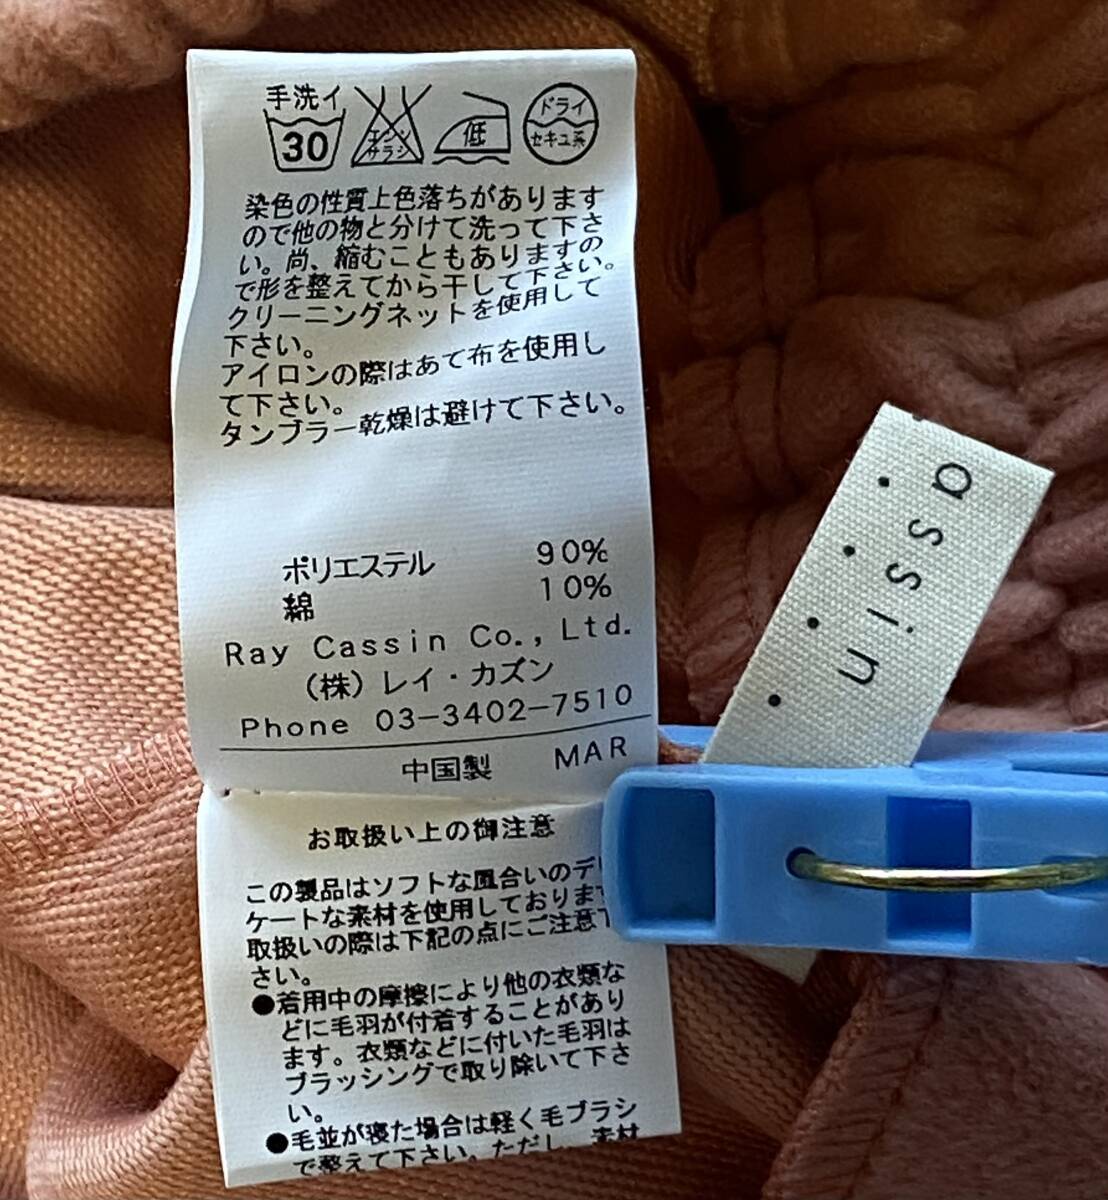 手洗イ
30
エンソ
サラシ
低
ドライ
セキユ系
染色の性質上色落ちがあります
ので他の物と分けて洗って下さ
い。尚、縮むこともありますの
で形を整えてから干して下さい。
クリーニングネットを使用して
下さい。
アイロンの際はあて布を使用し
て下さい。
タンブラー乾燥は避けて下さい。
ポリエステル 90%
綿 10%
Ray Cassin Co., Ltd.
(株)レイ・カズン
Phone 03-3402-7510
中国製 MAR
お取扱い上の御注意
この製品はソフトな風合いのデリ
ケートな素材を使用しております
取扱いの際は下記の点にご注意下
さい。
●着用中の摩擦により他の衣類な
どに毛羽が付着することがあり
ます。衣類などに付いた毛羽は
ブラッシングで取り除いて下さ
い。
●毛並が寝た場合は軽く毛ブラシ
で整えて下さい。ただし、素材